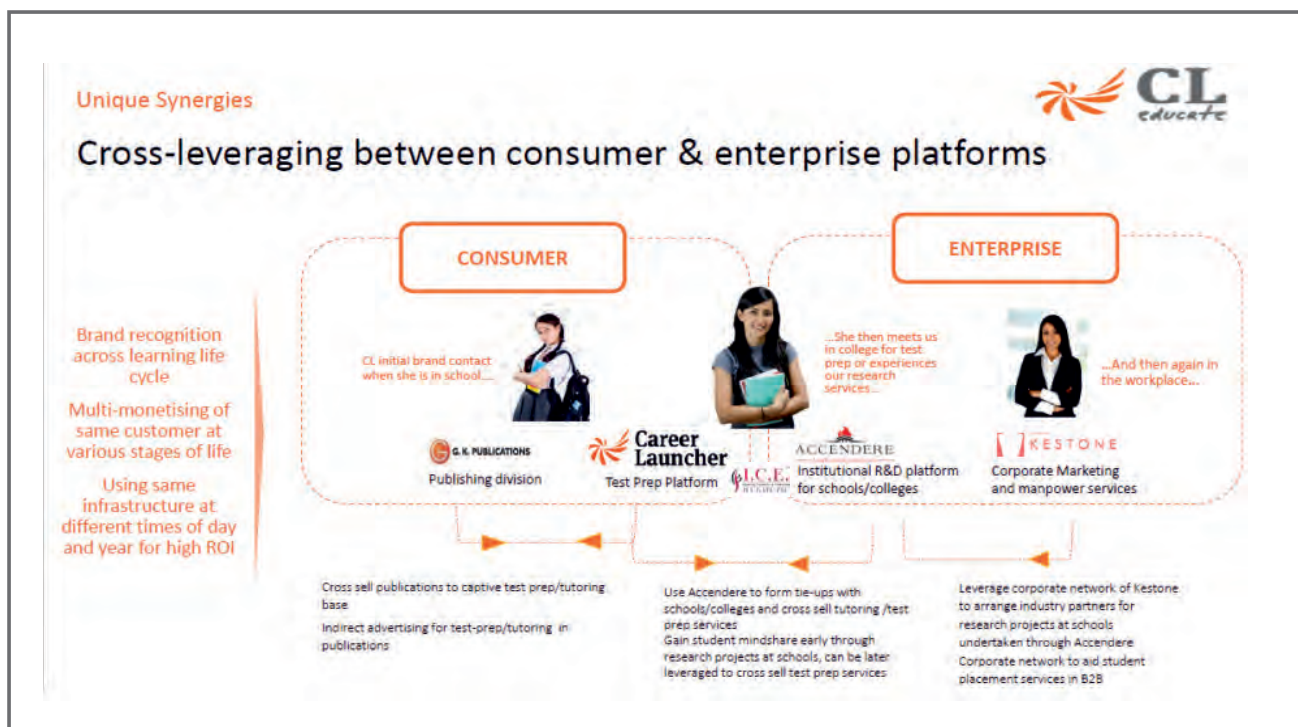 Unique Synergies
CL
educate
Cross-leveraging between consumer & enterprise platforms
CONSUMER
ENTERPRISE
Brand recognition
across learning life
cycle
Multi-monetising of
same customer at
various stages of life
Using same
infrastructure at
different times of day
and year for high ROI
CL initial brand contact
when she is in school....
...She then meets us
in college for test
prep or experiences
our research
services...
...And then again in
the workplace...
G. K. PUBLICATIONS
Publishing division
Career
Launcher
Test Prep Platform
I.C.E.
ACCENDERE
Institutional R&D platform
for schools/colleges
KESTONE
Corporate Marketing
and manpower services
Cross sell publications to captive test prep/tutoring
base
Indirect advertising for test-prep/tutoring in
publications
Use Accendere to form tie-ups with
schools/colleges and cross sell tutoring /test
prep services
Gain student mindshare early through
research projects at schools, can be later
leveraged to cross sell test prep services
Leverage corporate network of Kestone
to arrange industry partners for
research projects at schools
undertaken through Accendere
Corporate network to aid student
placement services in B2B